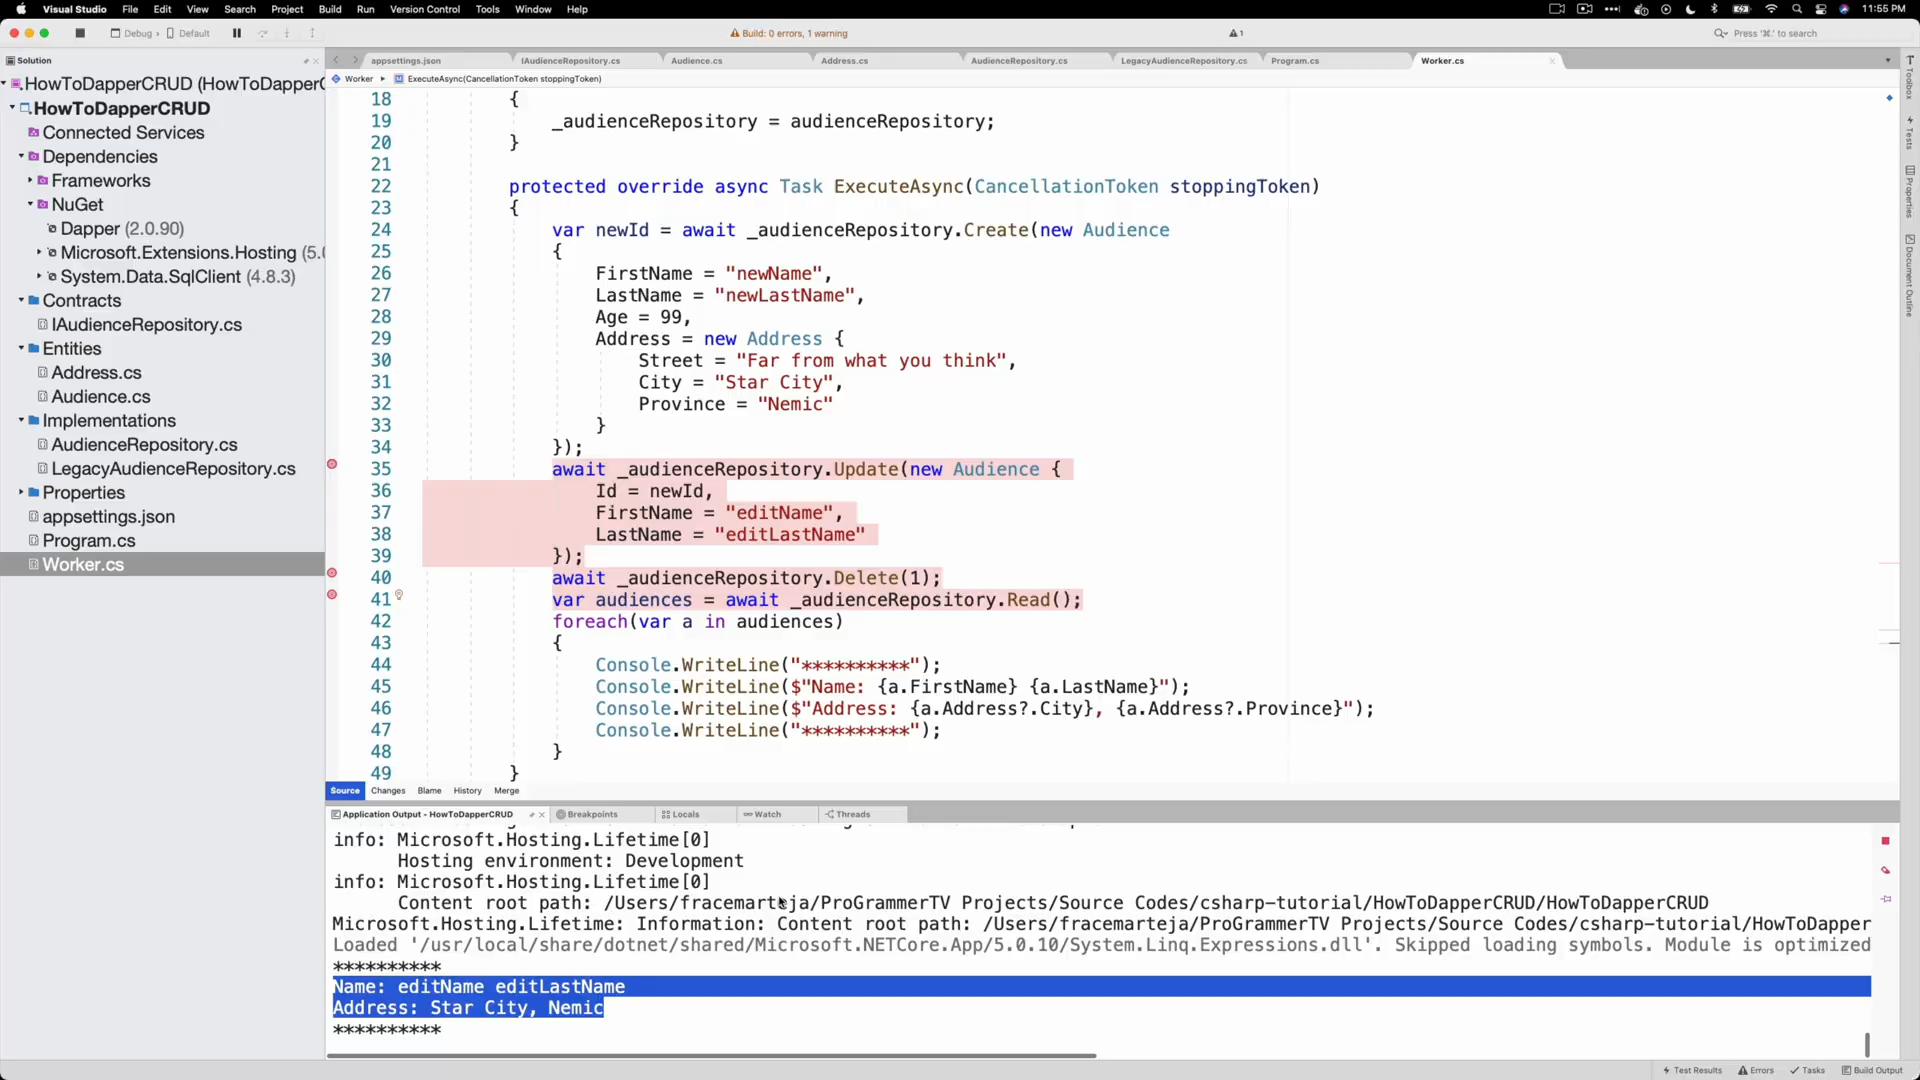 Visual Studio File Edit View Search Project Build Run Version Control Tools Window Help 11:55 PM
Debug Default Build: 0 errors, 1 warning 1 Press '⌘.' to search
Solution
appsettings.json IAudienceRepository.cs Audience.cs Address.cs AudienceRepository.cs LegacyAudienceRepository.cs Program.cs Worker.cs
Worker ExecuteAsync(CancellationToken stoppingToken)
HowToDapperCRUD (HowToDapperC
HowToDapperCRUD
Connected Services
Dependencies
Frameworks
NuGet
Dapper (2.0.90)
Microsoft.Extensions.Hosting (5.0
System.Data.SqlClient (4.8.3)
Contracts
IAudienceRepository.cs
Entities
Address.cs
Audience.cs
Implementations
AudienceRepository.cs
LegacyAudienceRepository.cs
Properties
appsettings.json
Program.cs
Worker.cs
18 {
19 _audienceRepository = audienceRepository;
20 }
21
22 protected override async Task ExecuteAsync(CancellationToken stoppingToken)
23 {
24 var newId = await _audienceRepository.Create(new Audience
25 {
26 FirstName = "newName",
27 LastName = "newLastName",
28 Age = 99,
29 Address = new Address {
30 Street = "Far from what you think",
31 City = "Star City",
32 Province = "Nemic"
33 }
34 });
35 await _audienceRepository.Update(new Audience {
36 Id = newId,
37 FirstName = "editName",
38 LastName = "editLastName"
39 });
40 await _audienceRepository.Delete(1);
41 var audiences = await _audienceRepository.Read();
42 foreach(var a in audiences)
43 {
44 Console.WriteLine("**********");
45 Console.WriteLine($"Name: {a.FirstName} {a.LastName}");
46 Console.WriteLine($"Address: {a.Address?.City}, {a.Address?.Province}");
47 Console.WriteLine("**********");
48 }
49 }
Source Changes Blame History Merge
Application Output - HowToDapperCRUD Breakpoints Locals Watch Threads
info: Microsoft.Hosting.Lifetime[0]
Hosting environment: Development
info: Microsoft.Hosting.Lifetime[0]
Content root path: /Users/fracemarteja/ProGrammerTV Projects/Source Codes/csharp-tutorial/HowToDapperCRUD/HowToDapperCRUD
Microsoft.Hosting.Lifetime: Information: Content root path: /Users/fracemarteja/ProGrammerTV Projects/Source Codes/csharp-tutorial/HowToDapper
Loaded '/usr/local/share/dotnet/shared/Microsoft.NETCore.App/5.0.10/System.Linq.Expressions.dll'. Skipped loading symbols. Module is optimized
**********
Name: editName editLastName
Address: Star City, Nemic
**********
Toolbox
Tests
Properties
Document Outline
Test Results Errors Tasks Build Output